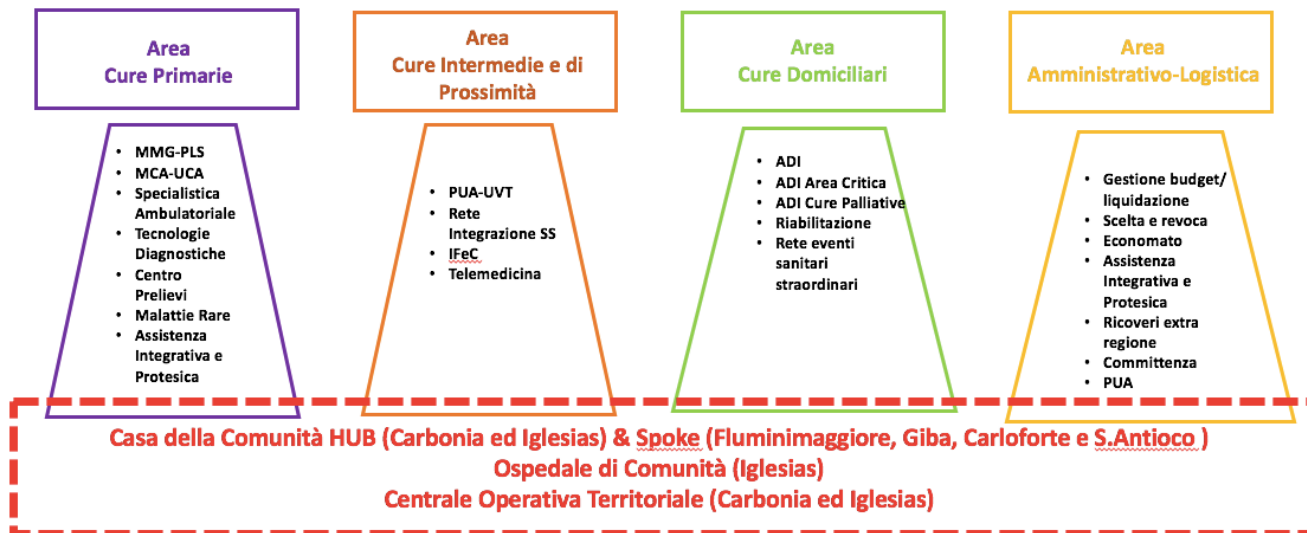 Area
Cure Primarie
Area
Cure Intermedie e di
Prossimità
Area
Cure Domiciliari
Area
Amministrativo-Logistica
• MMG-PLS
• MCA-UCA
• Specialistica
Ambulatoriale
• Tecnologie
Diagnostiche
• Centro
Prelievi
• Malattie Rare
• Assistenza
Integrativa e
Protesica
• PUA-UVT
• Rete
Integrazione SS
• IFeC
• Telemedicina
• ADI
• ADI Area Critica
• ADI Cure Palliative
• Riabilitazione
• Rete eventi
sanitari
straordinari
• Gestione budget/
liquidazione
• Scelta e revoca
• Economato
• Assistenza
Integrativa e
Protesica
• Ricoveri extra
regione
• Committenza
• PUA
Casa della Comunità HUB (Carbonia ed Iglesias) & Spoke (Fluminimaggiore, Giba, Carloforte e S.Antioco )
Ospedale di Comunità (Iglesias)
Centrale Operativa Territoriale (Carbonia ed Iglesias)